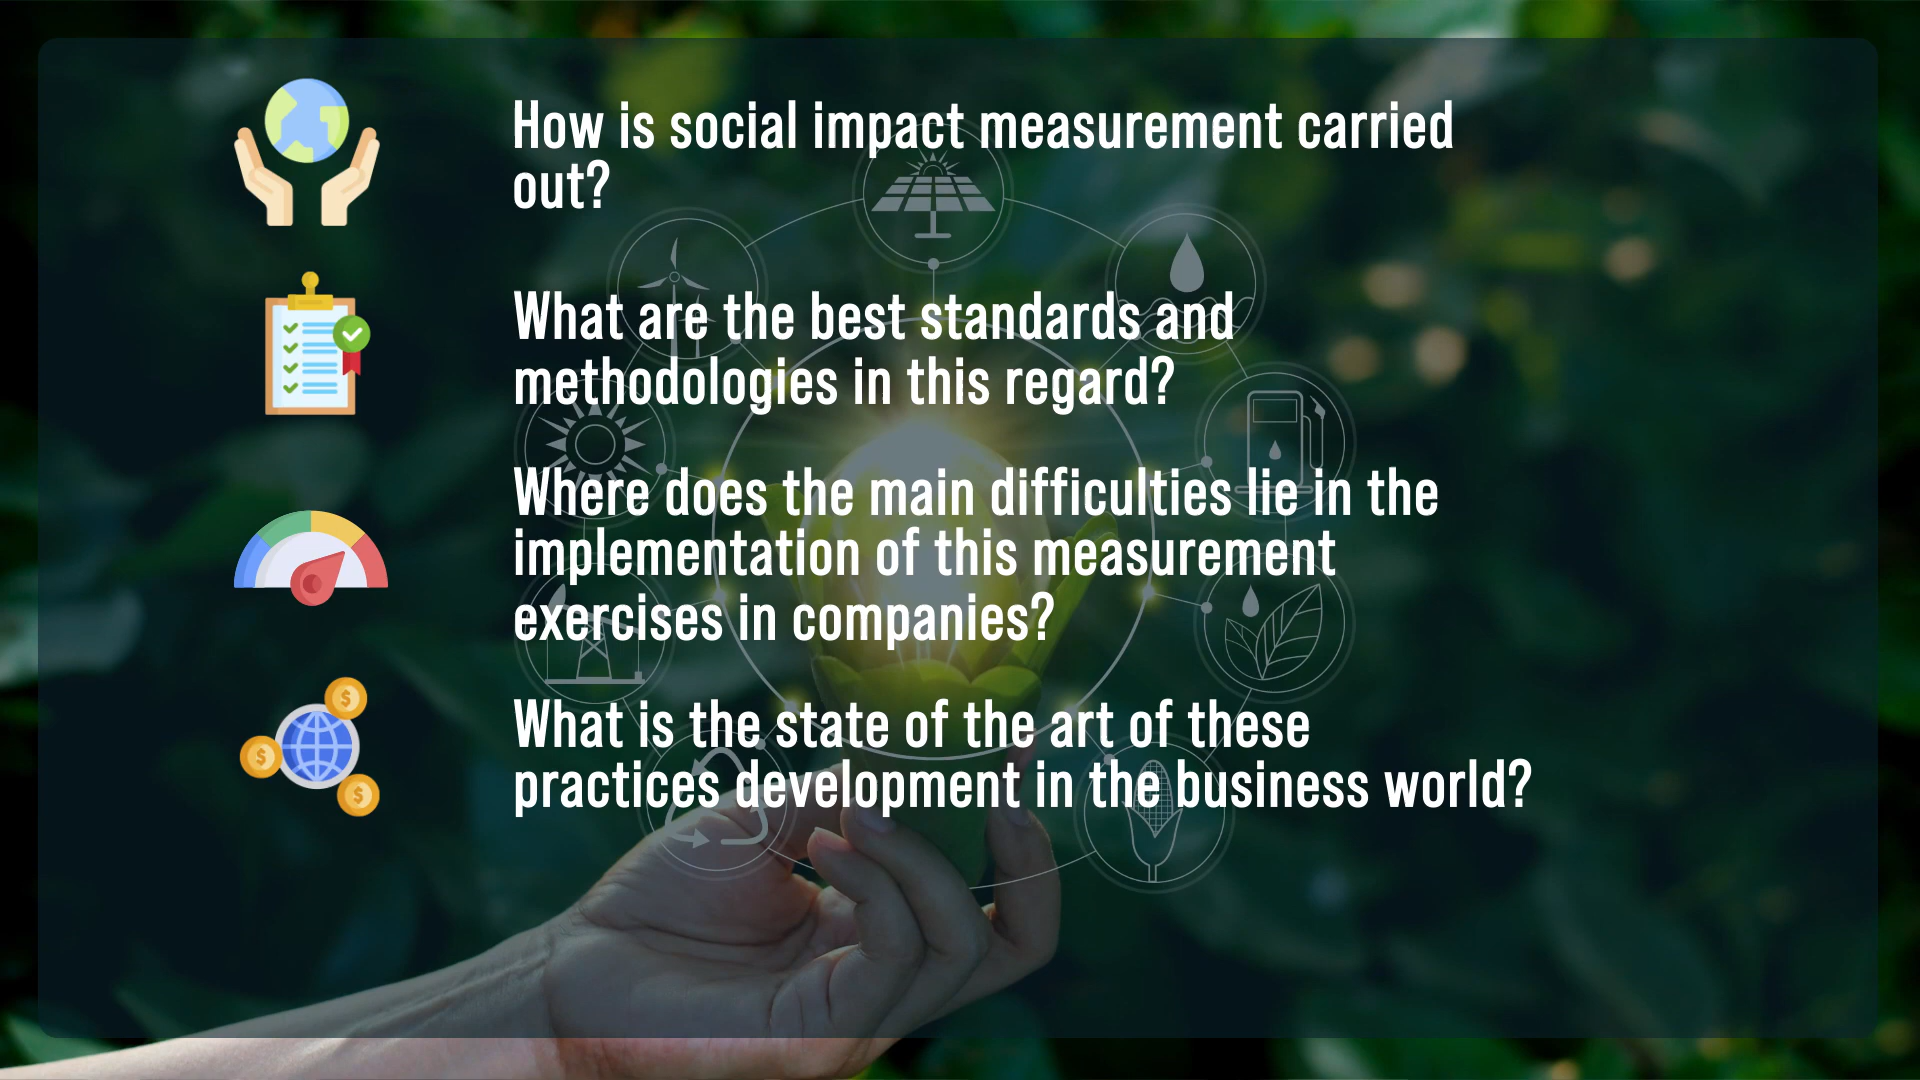 How is social impact measurement carried
out?
What are the best standards and
methodologies in this regard?
Where does the main difficulties lie in the
implementation of this measurement
exercises in companies?
What is the state of the art of these
practices development in the business world?